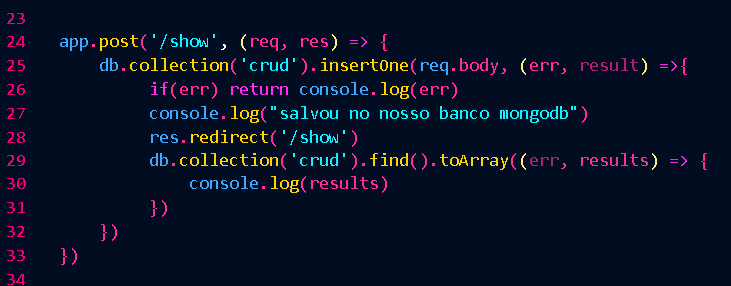 23
24 app.post('/show', (req, res) => {
25 db.collection('crud').insertOne(req.body, (err, result) =>{
26 if(err) return console.log(err)
27 console.log("salvou no nosso banco mongodb")
28 res.redirect('/show')
29 db.collection('crud').find().toArray((err, results) => {
30 console.log(results)
31 })
32 })
33 })
34